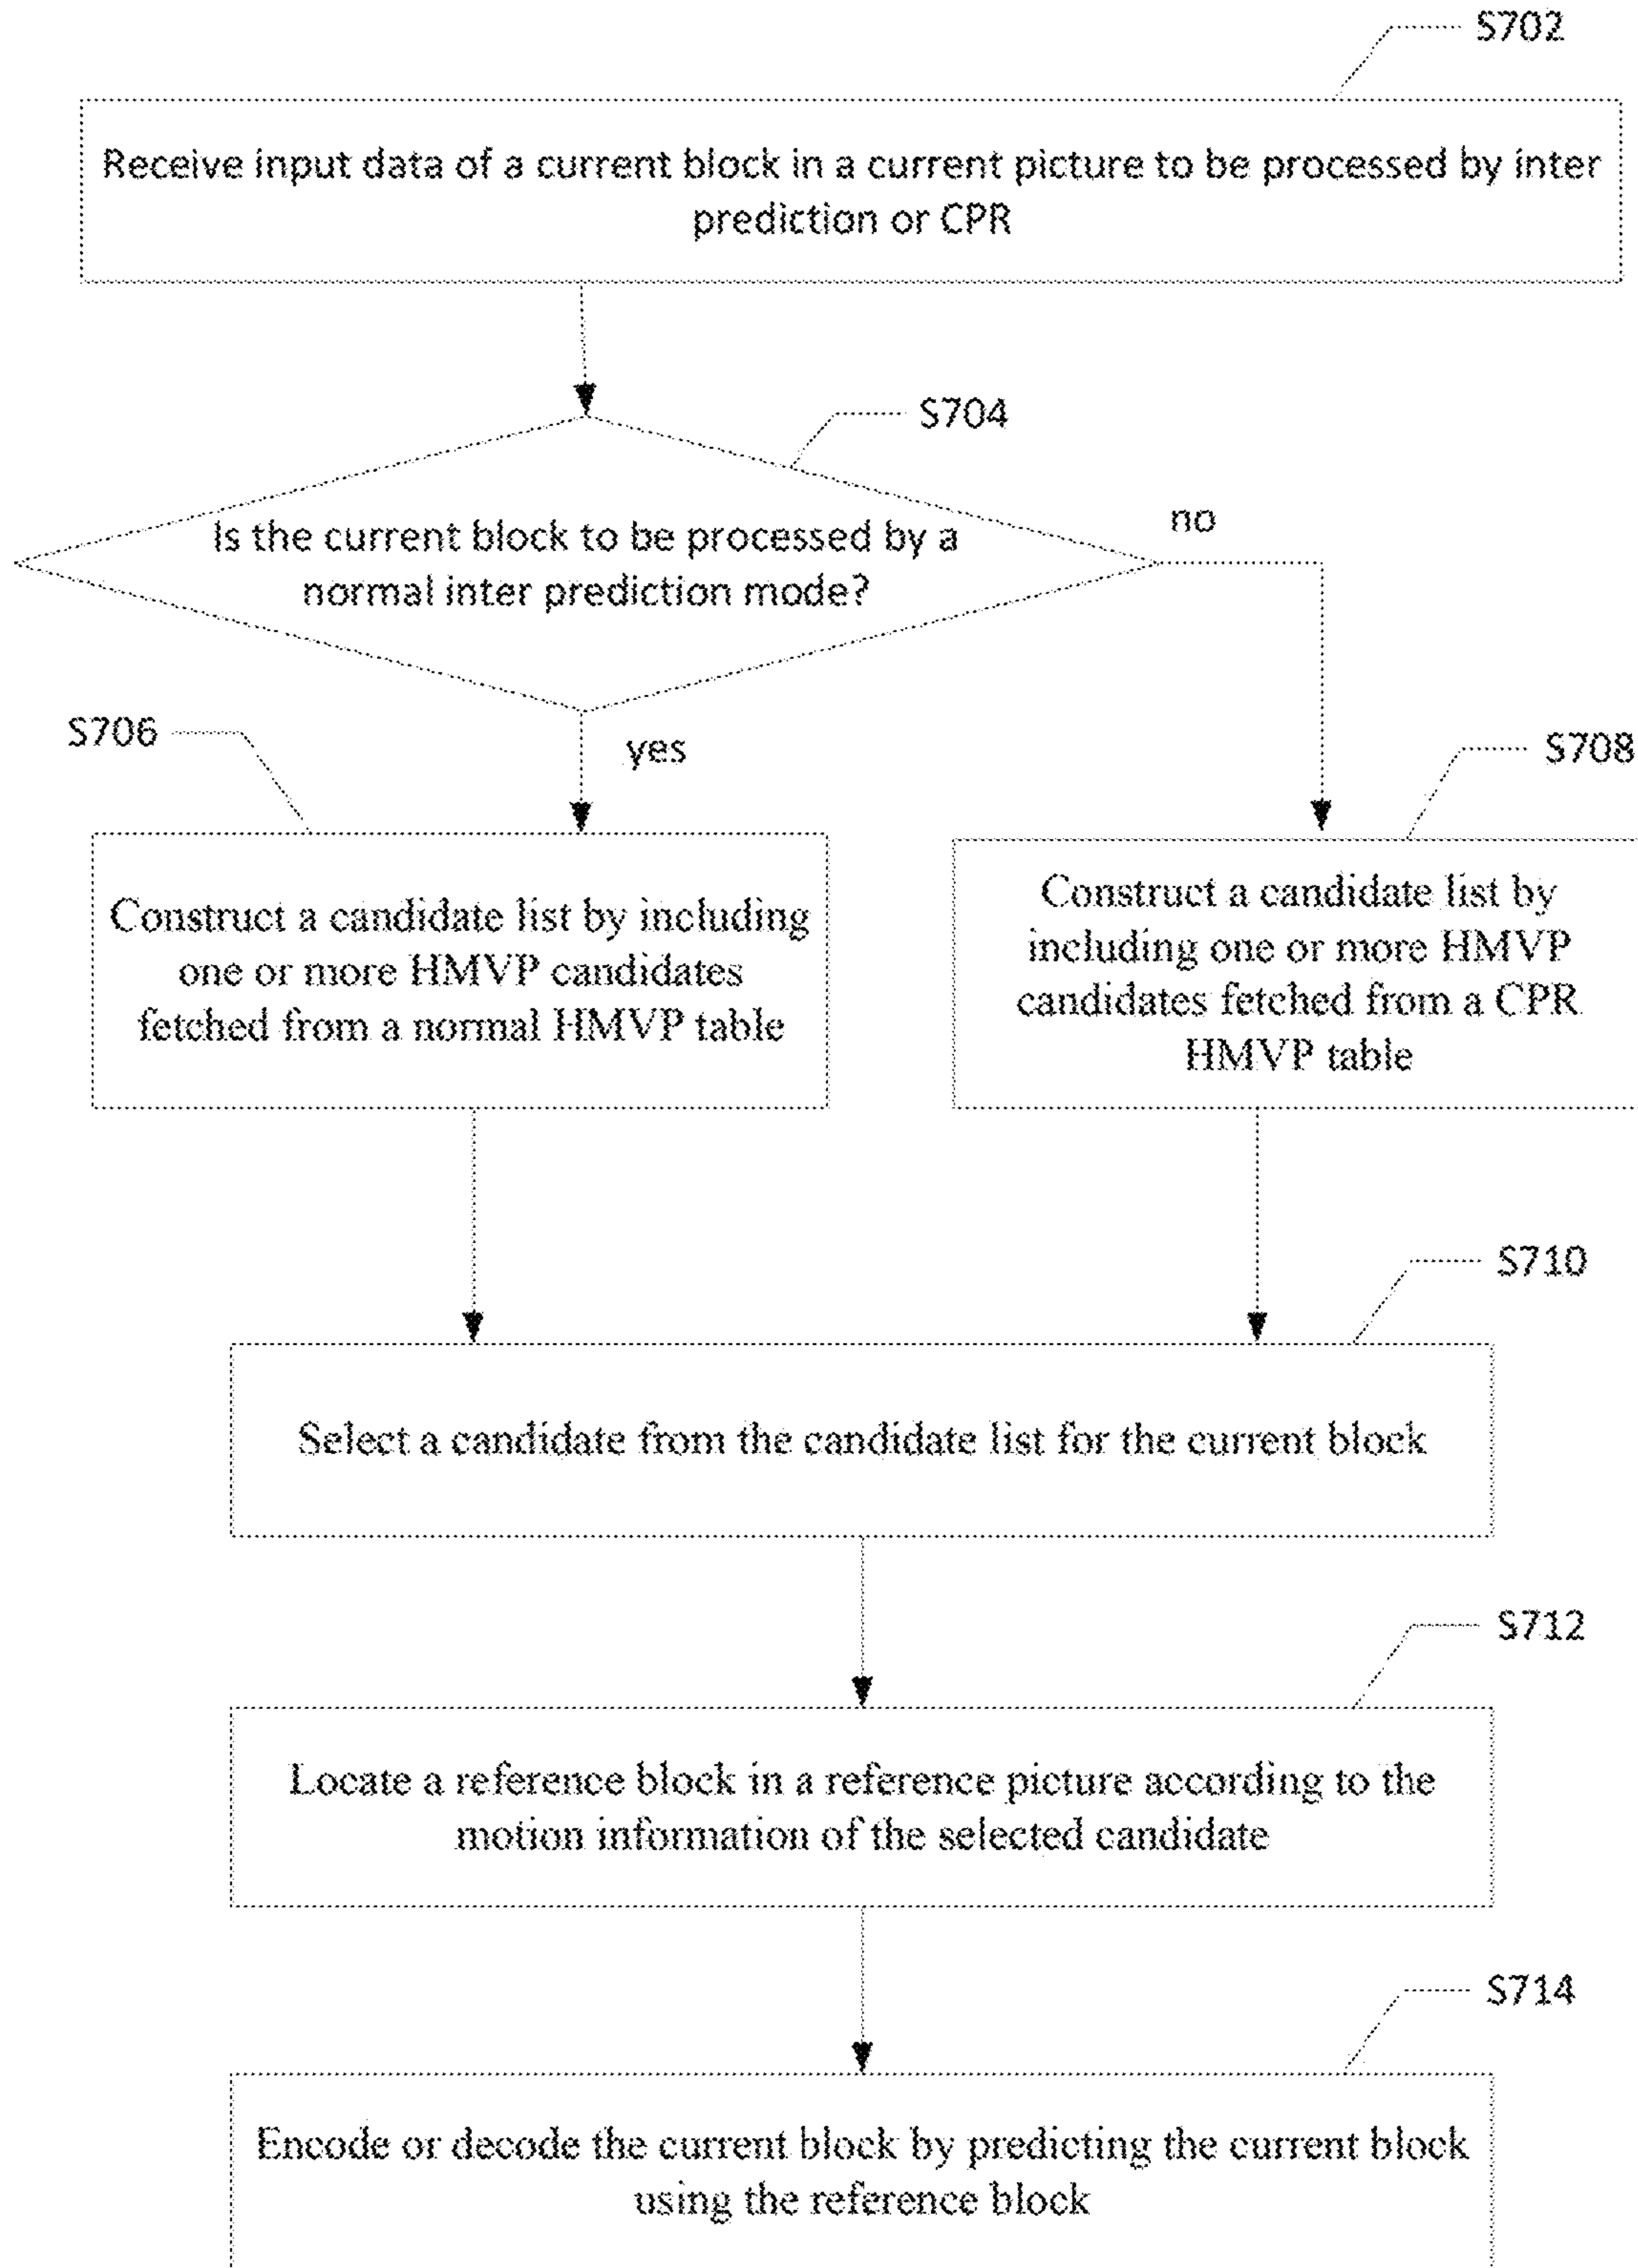 S702
Receive input data of a current block in a current picture to be processed by inter
prediction or CPR
S704
Is the current block to be processed by a
normal inter prediction mode?
no
yes
S706
Construct a candidate list by including
one or more HMVP candidates
fetched from a normal HMVP table
S708
Construct a candidate list by
including one or more HMVP
candidates fetched from a CPR
HMVP table
S710
Select a candidate from the candidate list for the current block
S712
Locate a reference block in a reference picture according to the
motion information of the selected candidate
S714
Encode or decode the current block by predicting the current block
using the reference block